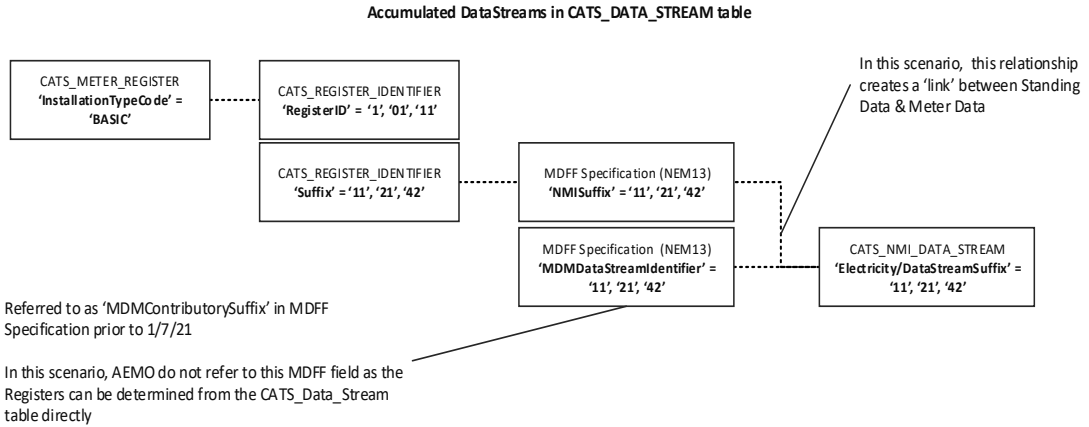 Accumulated DataStreams in CATS_DATA_STREAM table
CATS_METER_REGISTER
‘InstallationTypeCode’ =
‘BASIC’
CATS_REGISTER_IDENTIFIER
‘RegisterID’ = ‘1’, ‘01’, ‘11’
In this scenario, this relationship
creates a ‘link’ between Standing
Data & Meter Data
CATS_REGISTER_IDENTIFIER
‘Suffix’ = ‘11’, ‘21’, ‘42’
MDFF Specification (NEM13)
‘NMISuffix’ = ‘11’, ‘21’, ‘42’
MDFF Specification (NEM13)
‘MDMDataStreamIdentifier’ =
‘11’, ‘21’, ‘42’
CATS_NMI_DATA_STREAM
‘Electricity/DataStreamSuffix’ =
‘11’, ‘21’, ‘42’
Referred to as ‘MDMContributorySuffix’ in MDFF
Specification prior to 1/7/21
In this scenario, AEMO do not refer to this MDFF field as the
Registers can be determined from the CATS_Data_Stream
table directly